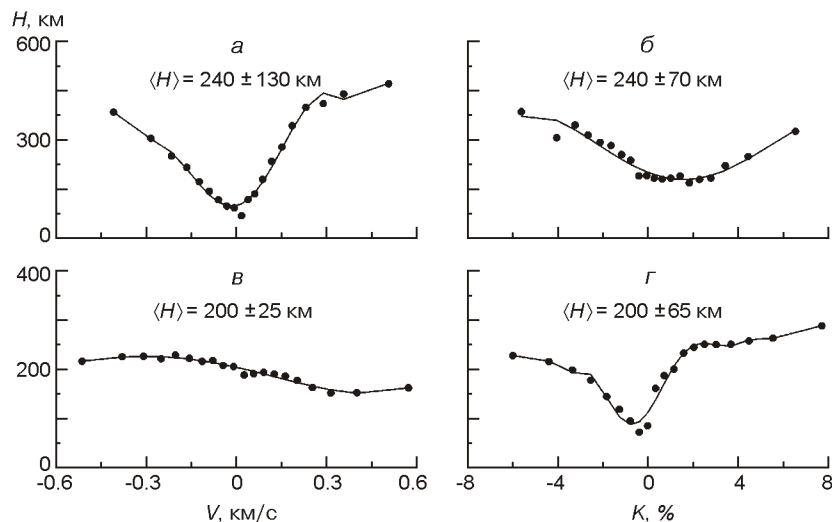 H, км
600
300
0
а
⟨H⟩ = 240 ± 130 км
б
⟨H⟩ = 240 ± 70 км
400
200
0
в
⟨H⟩ = 200 ± 25 км
г
⟨H⟩ = 200 ± 65 км
-0.6 -0.3 0 0.3 0.6
-8 -4 0 4 8
V, км/с
K, %